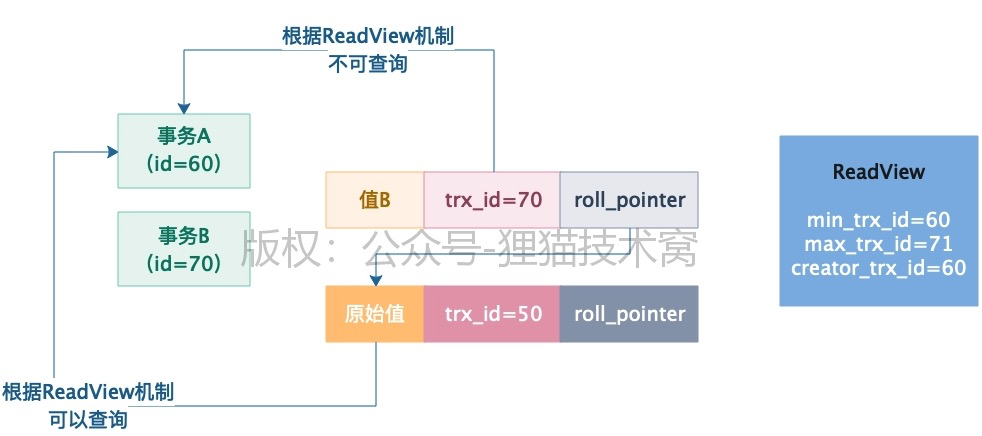 根据ReadView机制
不可查询
事务A
（id=60）
值B
trx_id=70
roll_pointer
事务B
（id=70）
版权：公众号-狸猫技术窝
原始值
trx_id=50
roll_pointer
根据ReadView机制
可以查询
ReadView
min_trx_id=60
max_trx_id=71
creator_trx_id=60